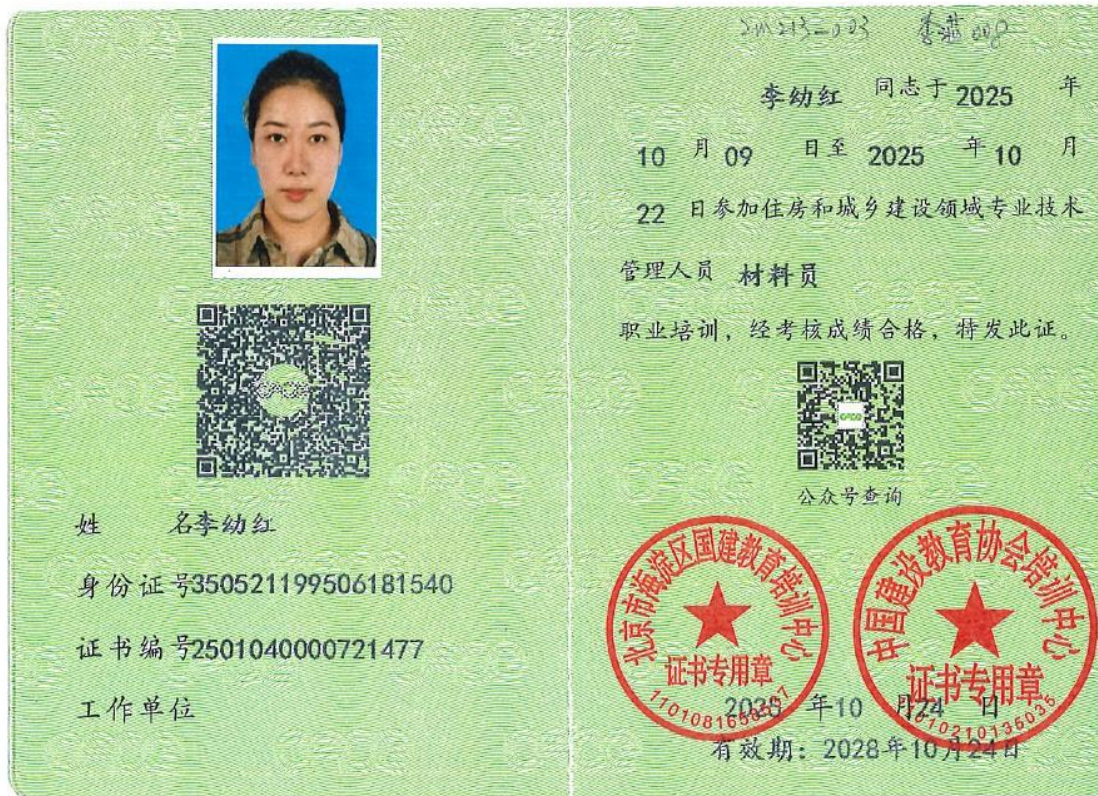 姓 名李幼红
身份证号350521199506181540
证书编号2501040000721477
工作单位
2M213-003
李幼红 同志于 2025 年
10 月 09 日至 2025 年 10 月
22 日参加住房和城乡建设领域专业技术
管理人员 材料员
职业培训，经考核成绩合格，特发此证。
公众号查询
北京市海淀区国建教育培训中心
证书专用章
中国建设教育协会培训中心
证书专用章
2025 年10 月24 日
有效期：2028年10月24日